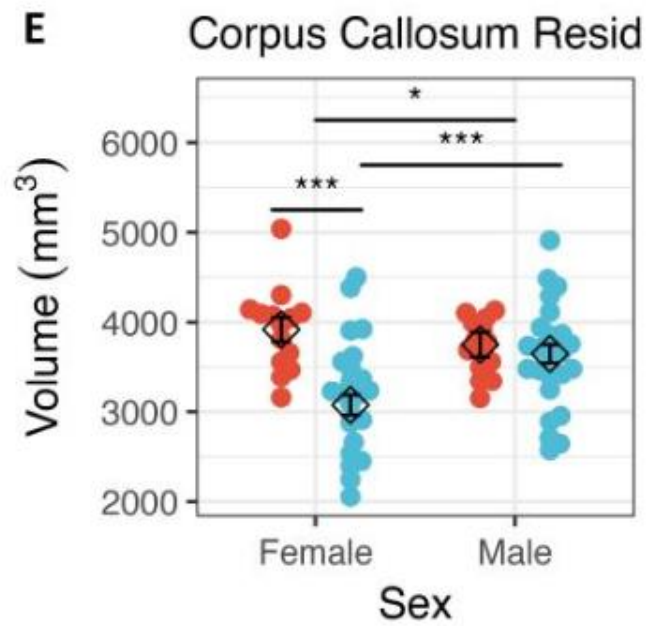 E
Corpus Callosum Resid
*
***
***
6000
5000
4000
3000
2000
Volume (mm³)
Female
Male
Sex